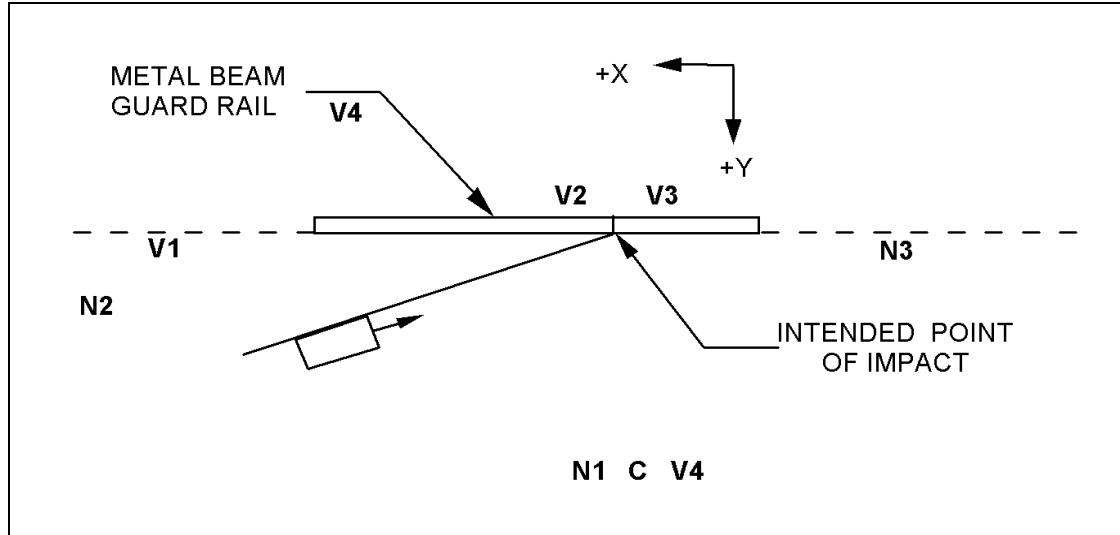 METAL BEAM
GUARD RAIL
V4
+X
+Y
V2 V3
V1
N3
N2
INTENDED POINT
OF IMPACT
N1 C V4